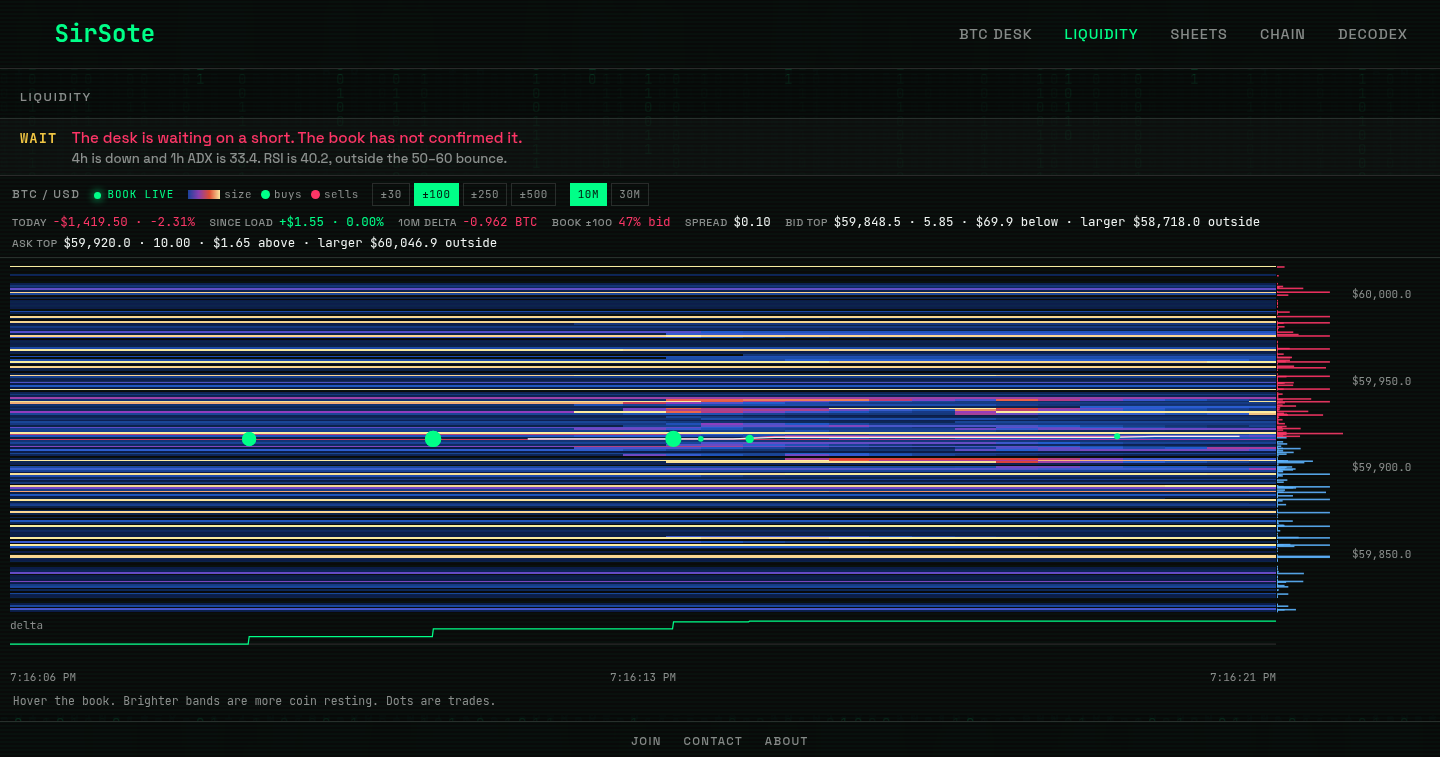 SirSote
BTC DESK LIQUIDITY SHEETS CHAIN DECODEX
LIQUIDITY
WAIT The desk is waiting on a short. The book has not confirmed it.
4h is down and 1h ADX is 33.4. RSI is 40.2, outside the 50–60 bounce.
BTC / USD BOOK LIVE size buys sells ±30 ±100 ±250 ±500 10M 30M
TODAY -$1,419.50 · -2.31% SINCE LOAD +$1.55 · 0.00% 10M DELTA -0.962 BTC BOOK ±100 47% bid SPREAD $0.10 BID TOP $59,848.5 · 5.85 · $69.9 below · larger $58,718.0 outside
ASK TOP $59,920.0 · 10.00 · $1.65 above · larger $60,046.9 outside
$60,000.0
$59,950.0
$59,900.0
$59,850.0
delta
7:16:06 PM 7:16:13 PM 7:16:21 PM
Hover the book. Brighter bands are more coin resting. Dots are trades.
JOIN CONTACT ABOUT